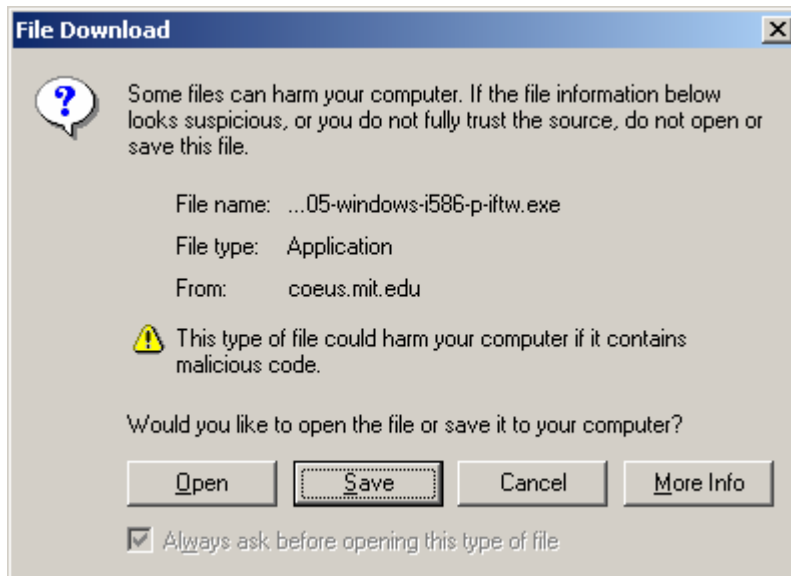 File Download
Some files can harm your computer. If the file information below
looks suspicious, or you do not fully trust the source, do not open or
save this file.
File name: ...05-windows-i586-p-iftw.exe
File type: Application
From: coeus.mit.edu
This type of file could harm your computer if it contains
malicious code.
Would you like to open the file or save it to your computer?
Open Save Cancel More Info
Always ask before opening this type of file